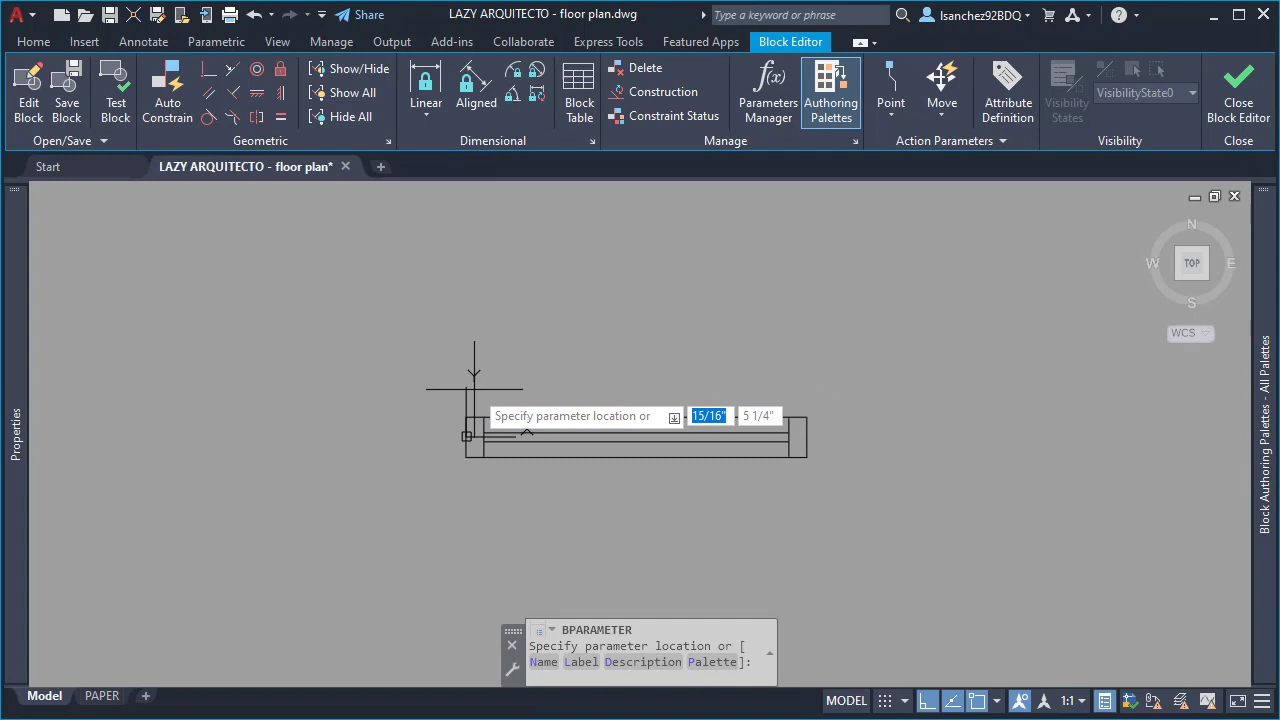 Share
LAZY ARQUITECTO - floor plan.dwg
Type a keyword or phrase
lsanchez92BDQ
Home
Insert
Annotate
Parametric
View
Manage
Output
Add-ins
Collaborate
Express Tools
Featured Apps
Block Editor
Edit
Block
Save
Block
Test
Block
Auto
Constrain
Show/Hide
Show All
Hide All
Linear
Aligned
Block
Table
Delete
Construction
Constraint Status
Parameters
Manager
Authoring
Palettes
Point
Move
Attribute
Definition
Visibility
States
VisibilityState0
Close
Block Editor
Open/Save
Geometric
Dimensional
Manage
Action Parameters
Visibility
Close
Start
LAZY ARQUITECTO - floor plan*
N
W
TOP
E
S
WCS
Properties
Block Authoring Palettes - All Palettes
Specify parameter location or
15/16"
5 1/4"
BPARAMETER
Specify parameter location or [
Name Label Description Palette]:
Model
PAPER
MODEL
1:1